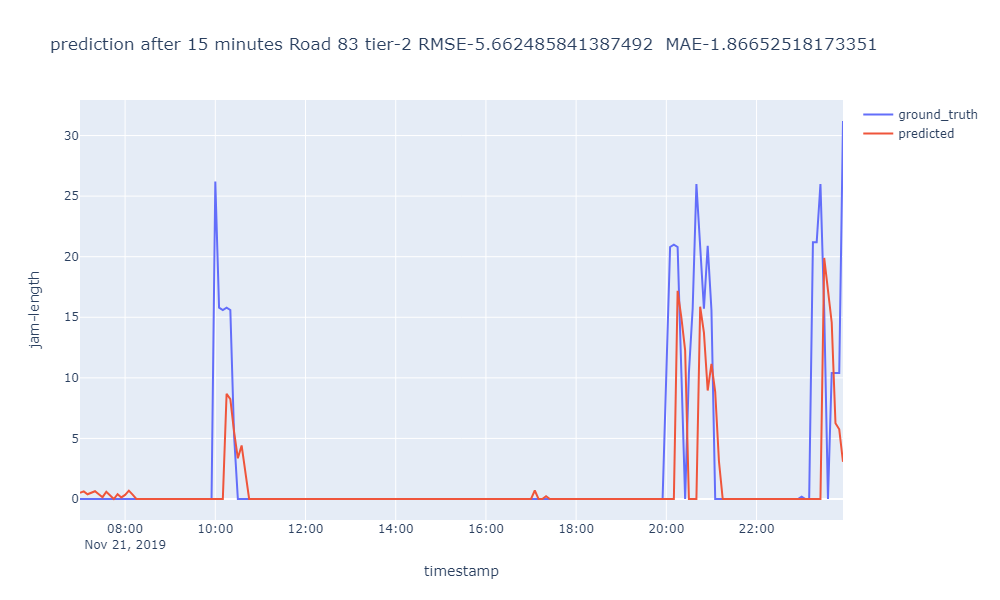 prediction after 15 minutes Road 83 tier-2 RMSE-5.662485841387492  MAE-1.86652518173351
ground_truth
predicted
jam-length
30
25
20
15
10
5
0
08:00 10:00 12:00 14:00 16:00 18:00 20:00 22:00
Nov 21, 2019
timestamp